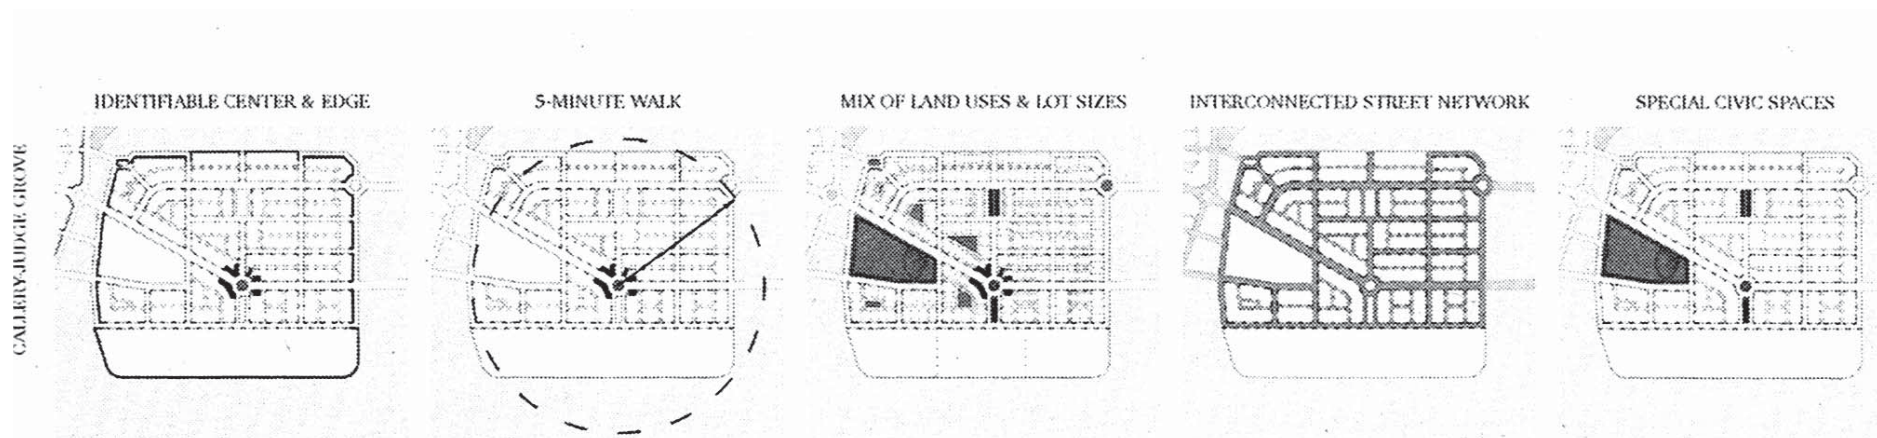 IDENTIFIABLE CENTER & EDGE
5-MINUTE WALK
MIX OF LAND USES & LOT SIZES
INTERCONNECTED STREET NETWORK
SPECIAL CIVIC SPACES
CALLERY-JUDGE GROVE